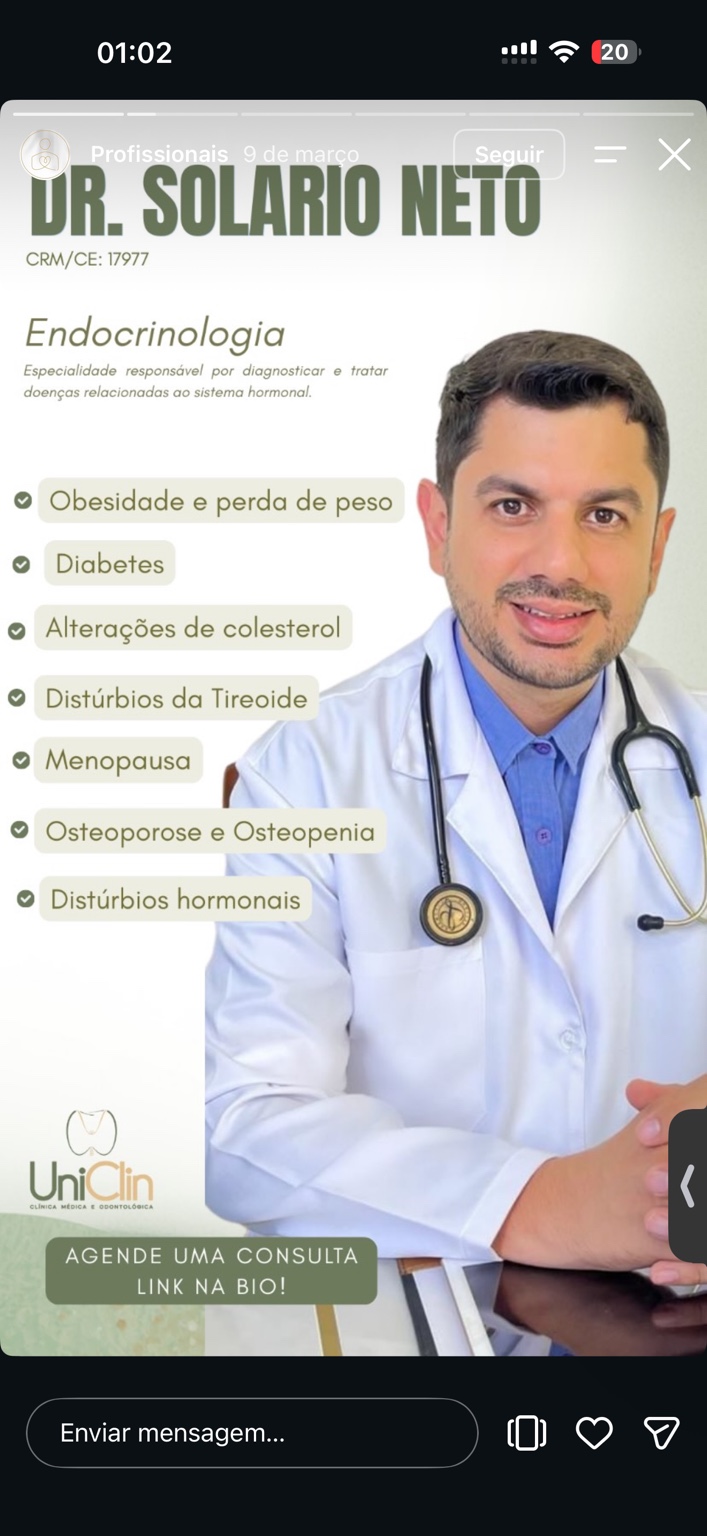 01:02
20
Profissionais 9 de março
Seguir
DR. SOLARIO NETO
CRM/CE: 17977
Endocrinologia
Especialidade responsável por diagnosticar e tratar
doenças relacionadas ao sistema hormonal.
Obesidade e perda de peso
Diabetes
Alterações de colesterol
Distúrbios da Tireoide
Menopausa
Osteoporose e Osteopenia
Distúrbios hormonais
UniClin
CLÍNICA MÉDICA E ODONTOLÓGICA
AGENDE UMA CONSULTA
LINK NA BIO!
Enviar mensagem...